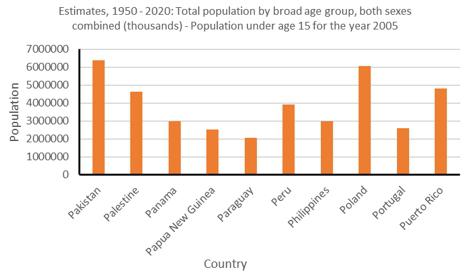 Estimates, 1950 - 2020: Total population by broad age group, both sexes
combined (thousands) - Population under age 15 for the year 2005
7000000
6000000
5000000
4000000
3000000
2000000
1000000
0
Population
Pakistan
Palestine
Panama
Papua New Guinea
Paraguay
Peru
Philippines
Poland
Portugal
Puerto Rico
Country